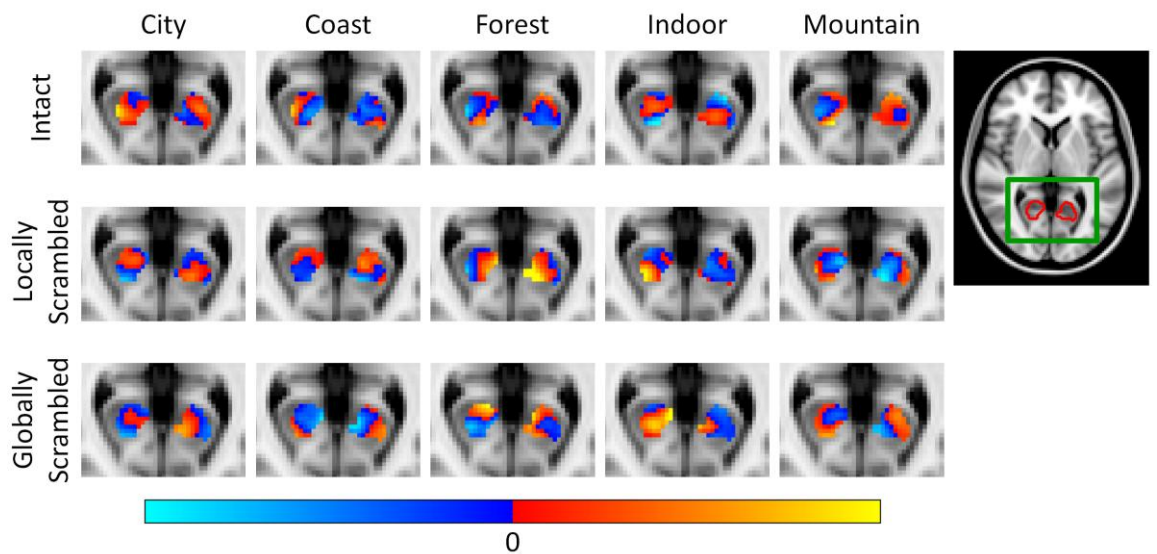 City Coast Forest Indoor Mountain
Intact
Locally
Scrambled
Globally
Scrambled
0